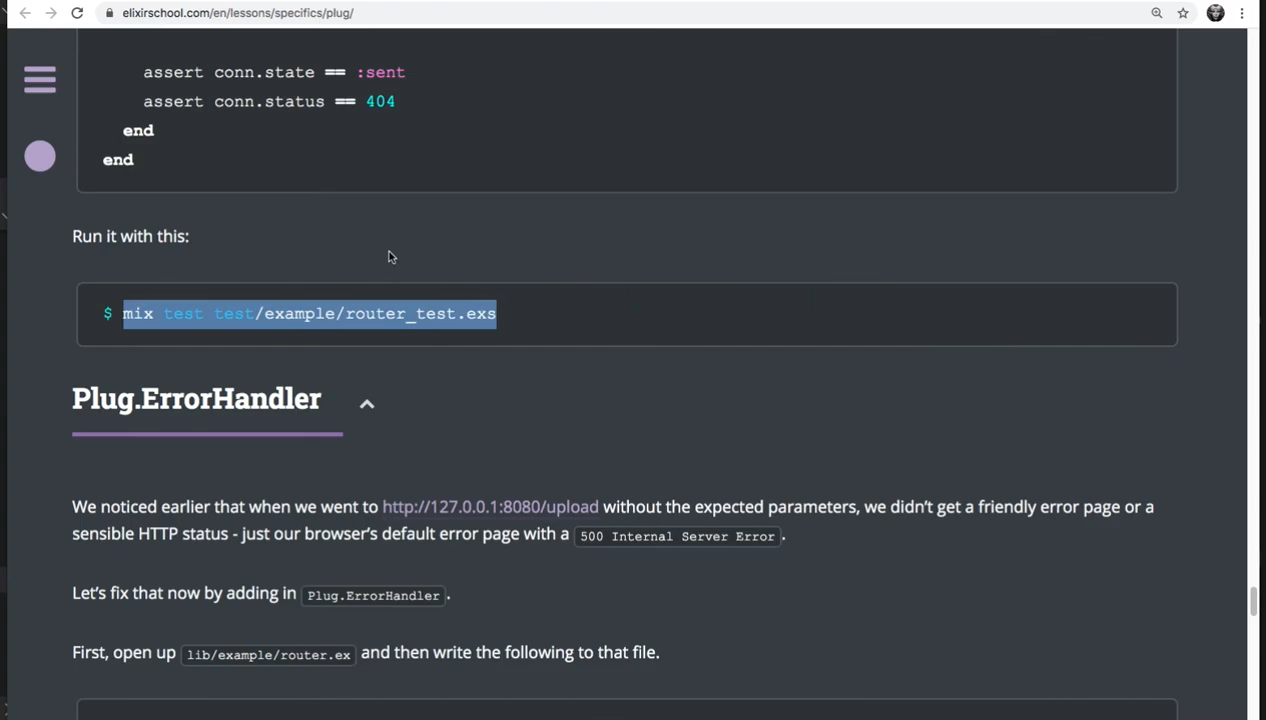 elixirschool.com/en/lessons/specifics/plug/
assert conn.state == :sent
assert conn.status == 404
end
end
Run it with this:
$ mix test test/example/router_test.exs
Plug.ErrorHandler
We noticed earlier that when we went to http://127.0.0.1:8080/upload without the expected parameters, we didn’t get a friendly error page or a
sensible HTTP status - just our browser’s default error page with a 500 Internal Server Error.
Let’s fix that now by adding in Plug.ErrorHandler.
First, open up lib/example/router.ex and then write the following to that file.